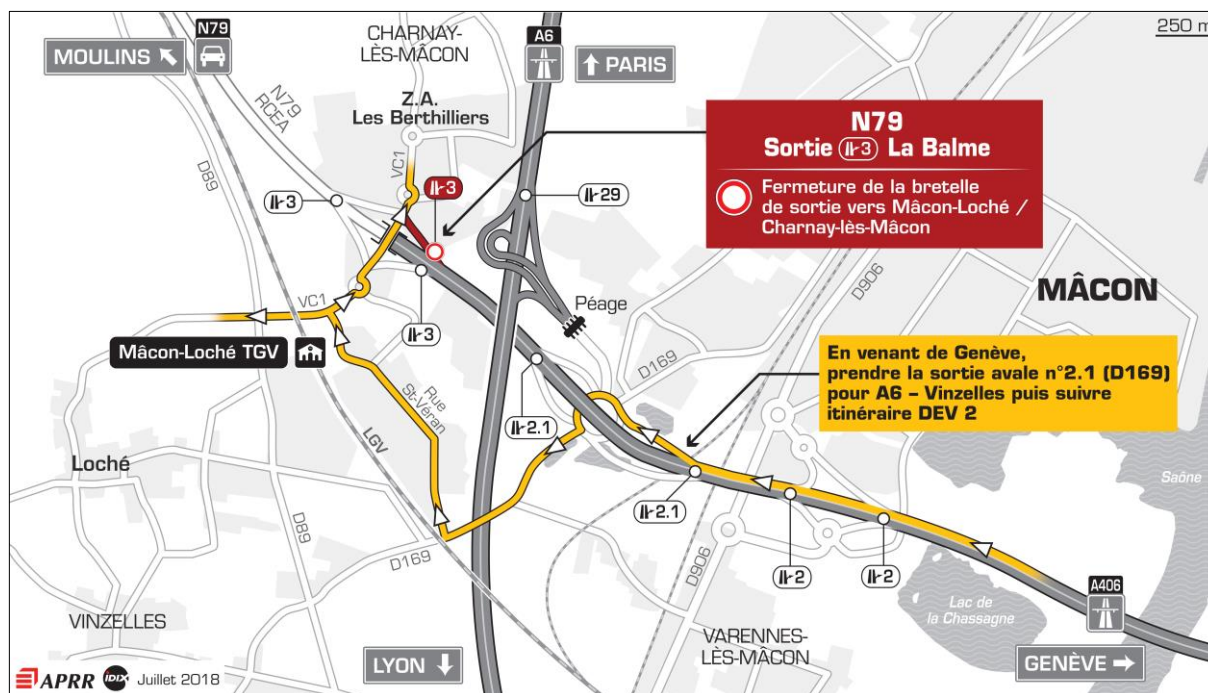 N79
MOULINS
A6
PARIS
CHARNAY-
LÈS-MÂCON
250 m
Z.A.
Les Berthilliers
N79
RCEA
D89
VC1
3
3
29
N79
Sortie 3 La Balme
Fermeture de la bretelle
de sortie vers Mâcon-Loché /
Charnay-lès-Mâcon
D906
D906
MÂCON
3
Péage
VC1
Mâcon-Loché TGV
D169
En venant de Genève,
prendre la sortie avale n°2.1 (D169)
pour A6 – Vinzelles puis suivre
itinéraire DEV 2
Rue
St-Véran
LGV
2.1
Loché
Saône
2.1
D89
D169
D906
2
2
A406
Lac de
la Chassagne
VINZELLES
VARENNES-
LÈS-MÂCON
LYON
GENÈVE
APRR iDIX Juillet 2018